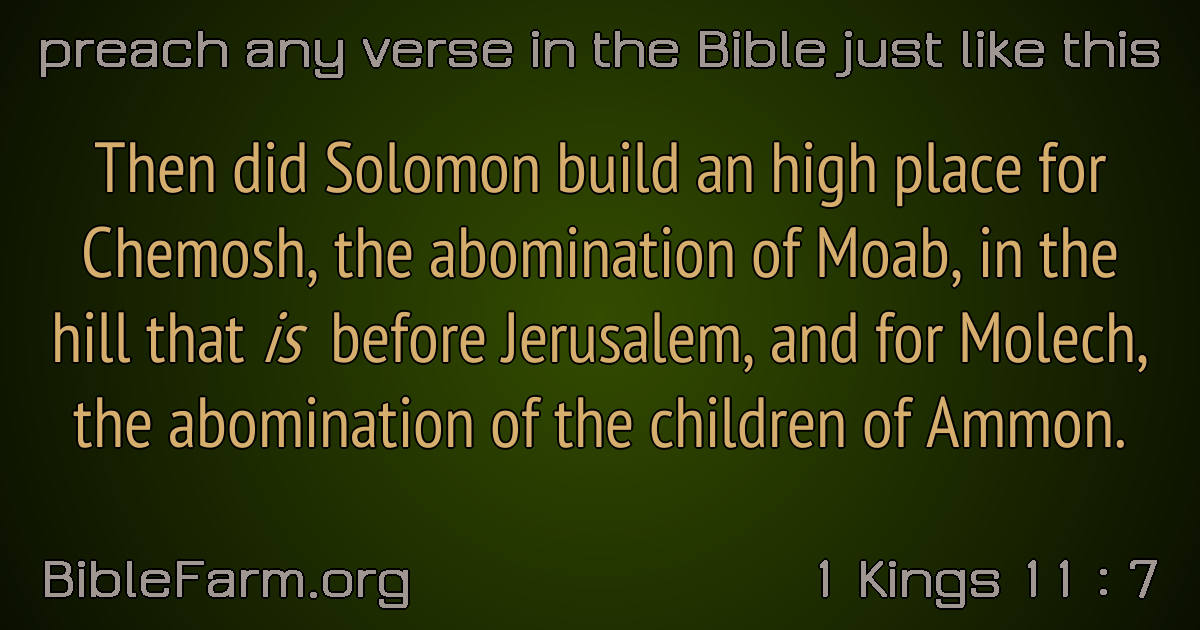 preach any verse in the Bible just like this
Then did Solomon build an high place for
Chemosh, the abomination of Moab, in the
hill that is before Jerusalem, and for Molech,
the abomination of the children of Ammon.
BibleFarm.org
1 Kings 11 : 7